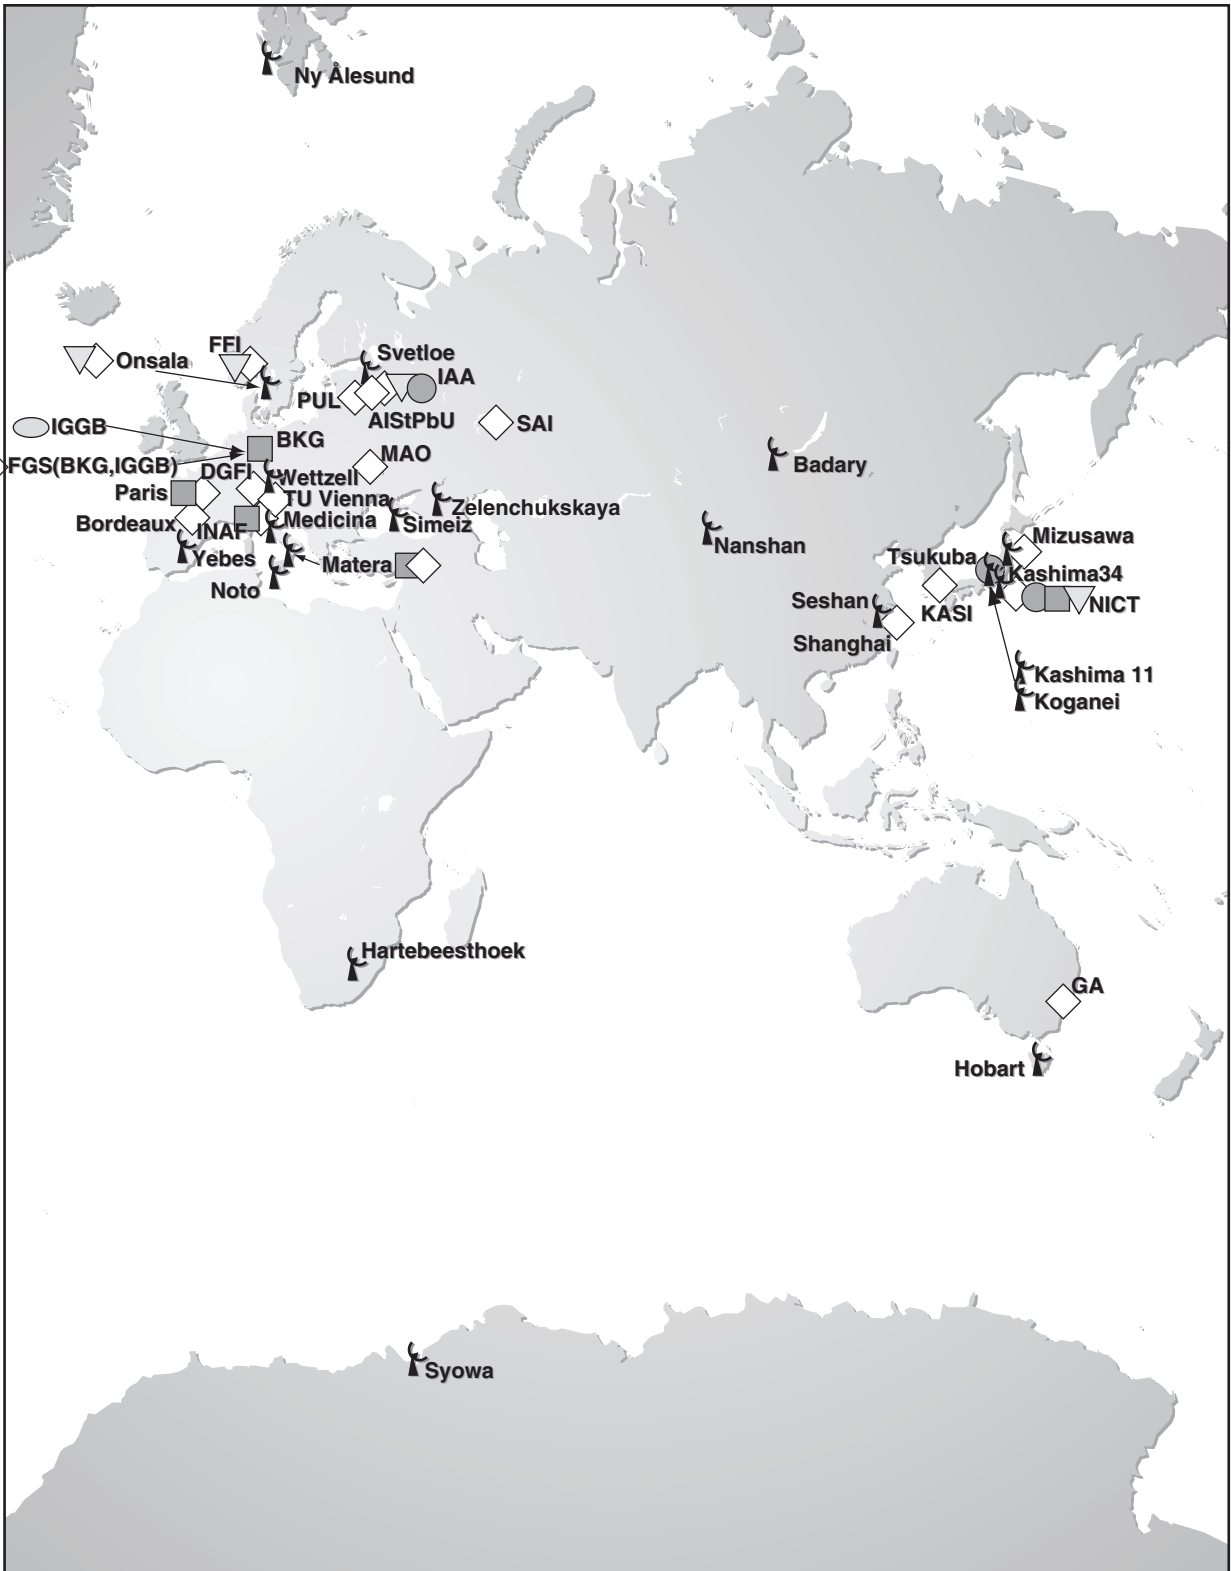 Ny Ålesund
Svetloe
FFI
Onsala
IAA
PUL
AIStPbU
SAI
IGGB
BKG
MAO
FGS(BKG,IGGB)
DGFI
Badary
Wettzell
Paris
TU Vienna
Zelenchukskaya
Medicina
Bordeaux
Simeiz
INAF
Mizusawa
Nanshan
Yebes
Tsukuba
Matera
Kashima34
Noto
Seshan
NICT
KASI
Shanghai
Kashima 11
Koganei
Hartebeesthoek
GA
Hobart
Syowa